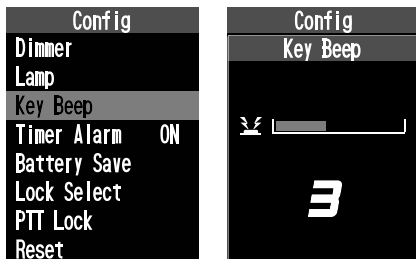 Config
Dimmer
Lamp
Key Beep
Timer Alarm ON
Battery Save
Lock Select
PTT Lock
Reset
Config
Key Beep
3